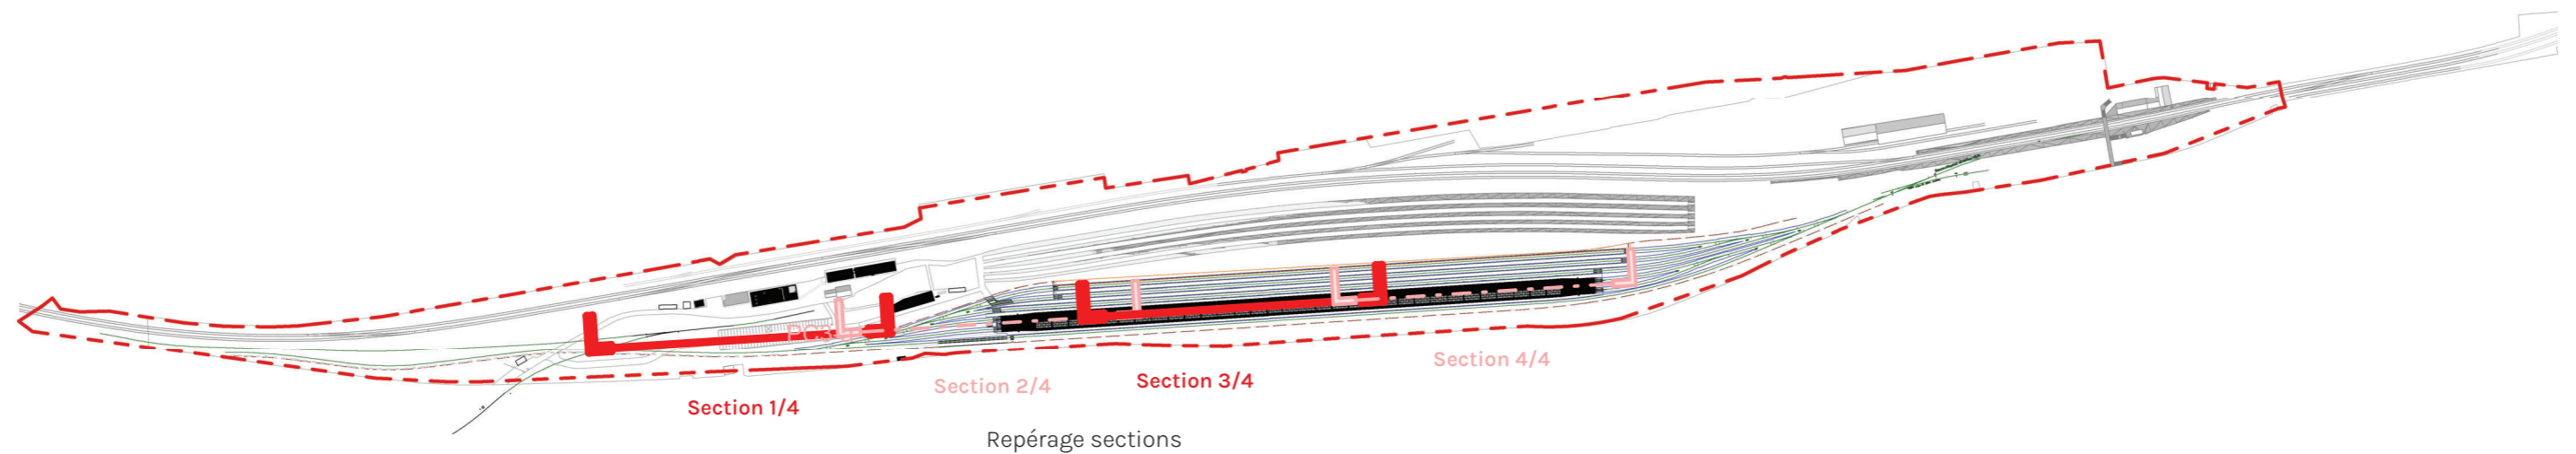 Section 1/4
Section 2/4
Section 3/4
Section 4/4
Repérage sections